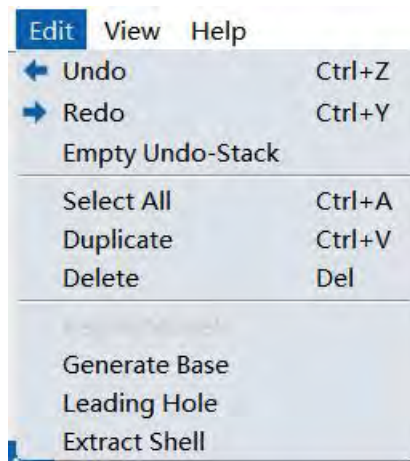 Edit View Help
Undo Ctrl+Z
Redo Ctrl+Y
Empty Undo-Stack
Select All Ctrl+A
Duplicate Ctrl+V
Delete Del
Generate Base
Leading Hole
Extract Shell